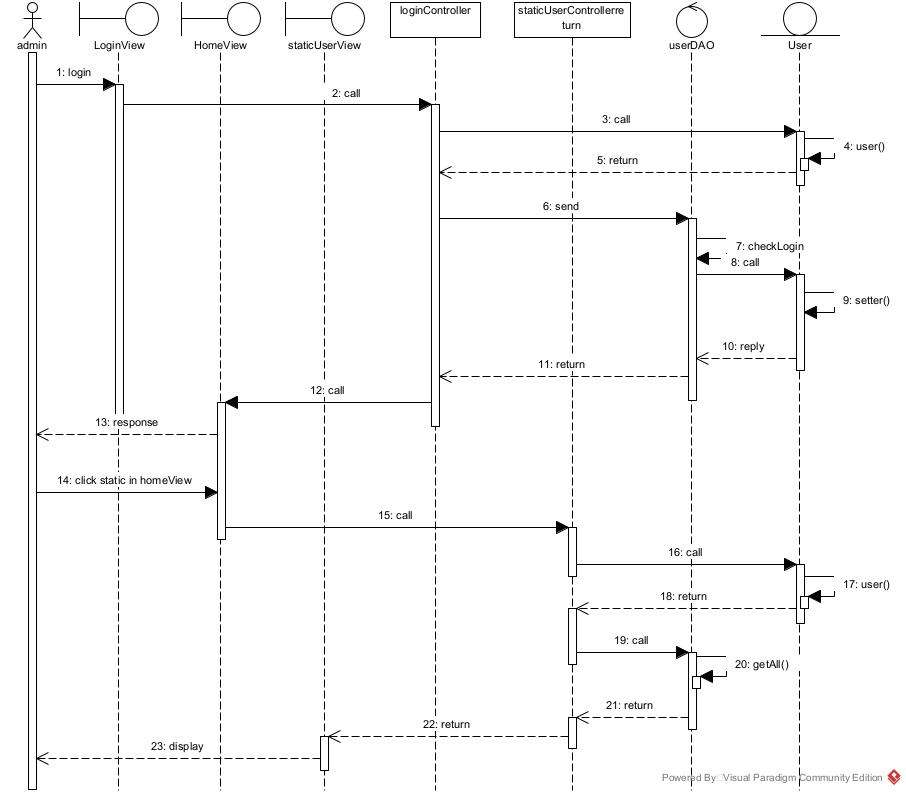 admin
LoginView
HomeView
staticUserView
loginController
staticUserControllerre
turn
userDAO
User
1: login
2: call
3: call
4: user()
5: return
6: send
7: checkLogin
8: call
9: setter()
10: reply
11: return
12: call
13: response
14: click static in homeView
15: call
16: call
17: user()
18: return
19: call
20: getAll()
21: return
22: return
23: display
Powered By Visual Paradigm Community Edition